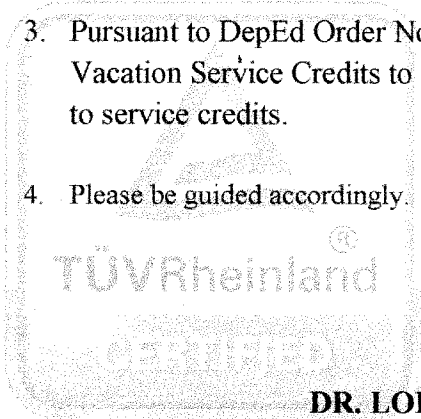 3. Pursuant to DepEd Order No
Vacation Service Credits to
to service credits.
4. Please be guided accordingly.
TÜVRheinland
CERTIFIED
DR. LO